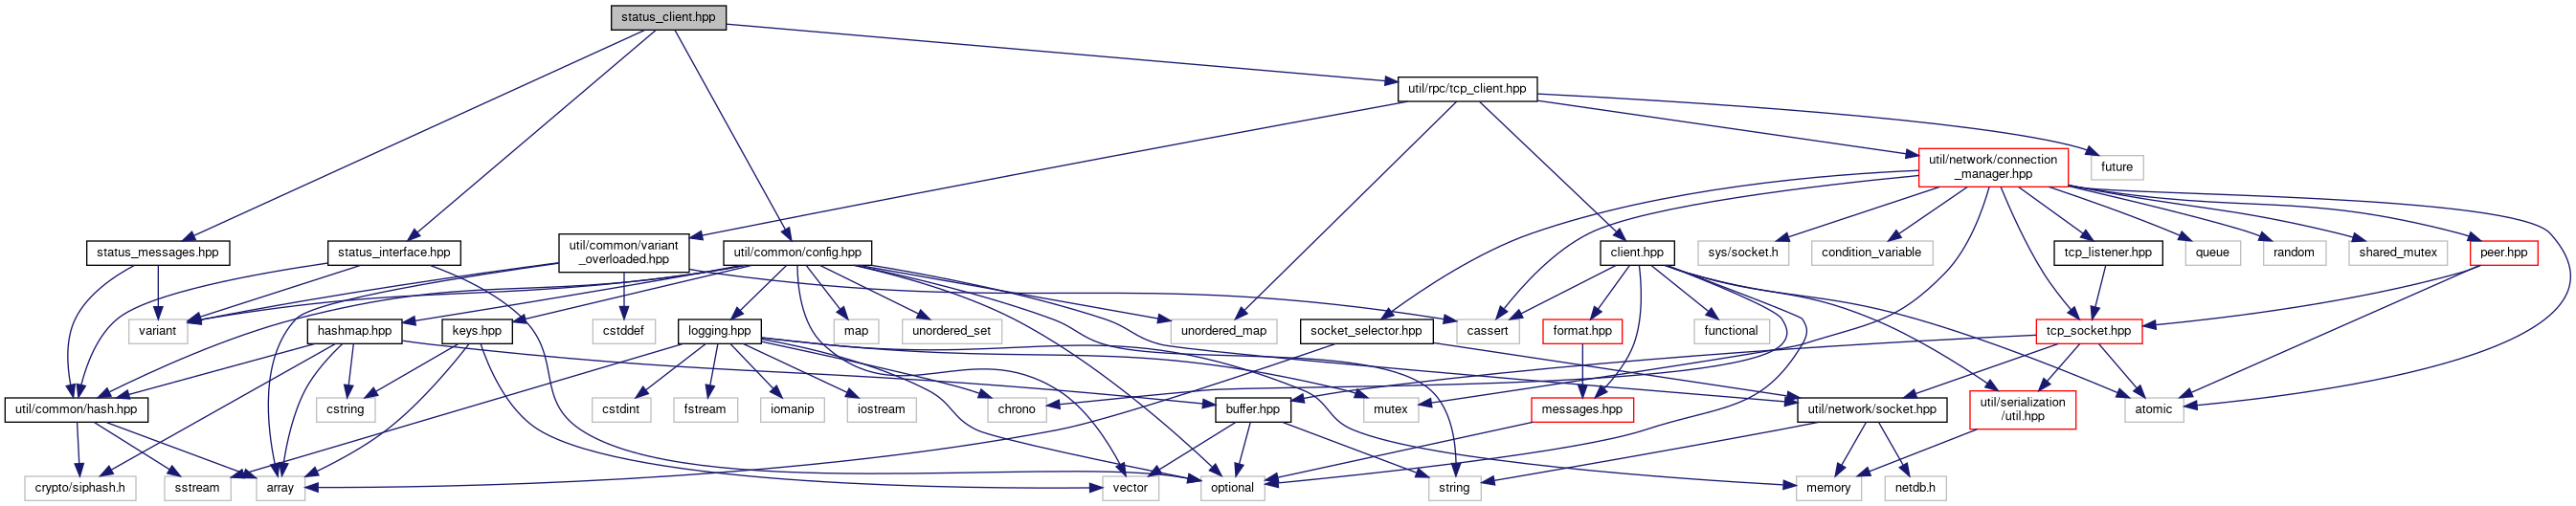 status_client.hpp
util/rpc/tcp_client.hpp
util/network/connection
_manager.hpp
future
status_messages.hpp
status_interface.hpp
util/common/variant
_overloaded.hpp
util/common/config.hpp
client.hpp
sys/socket.h
condition_variable
tcp_listener.hpp
queue
random
shared_mutex
peer.hpp
variant
hashmap.hpp
keys.hpp
cstddef
logging.hpp
map
unordered_set
unordered_map
socket_selector.hpp
cassert
format.hpp
functional
tcp_socket.hpp
util/common/hash.hpp
cstring
cstdint
fstream
iomanip
iostream
chrono
buffer.hpp
mutex
messages.hpp
util/network/socket.hpp
util/serialization
/util.hpp
atomic
crypto/siphash.h
sstream
array
vector
optional
string
memory
netdb.h